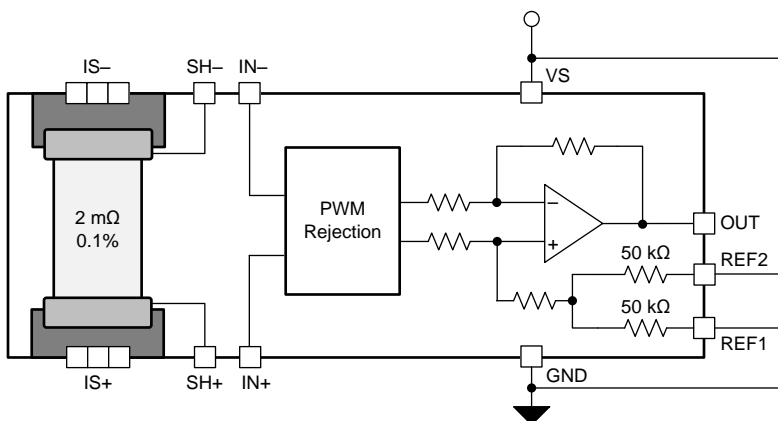 IS–
SH–
IN–
VS
2 mΩ
0.1%
PWM
Rejection
–
+
OUT
50 kΩ
REF2
50 kΩ
REF1
IS+
SH+
IN+
GND